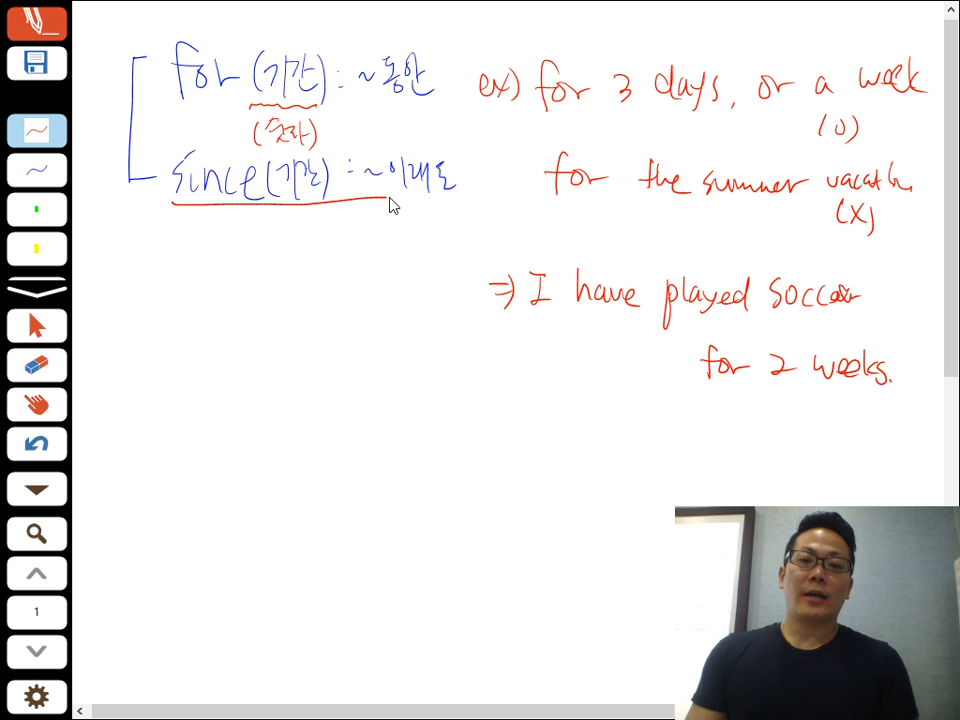 for (기간) : ~ 동안
(숫자)
since (기간) : ~ 이래로
ex) for 3 days, or a week
(O)
for the summer vacation
(X)
⇒ I have played soccer
for 2 weeks.
1